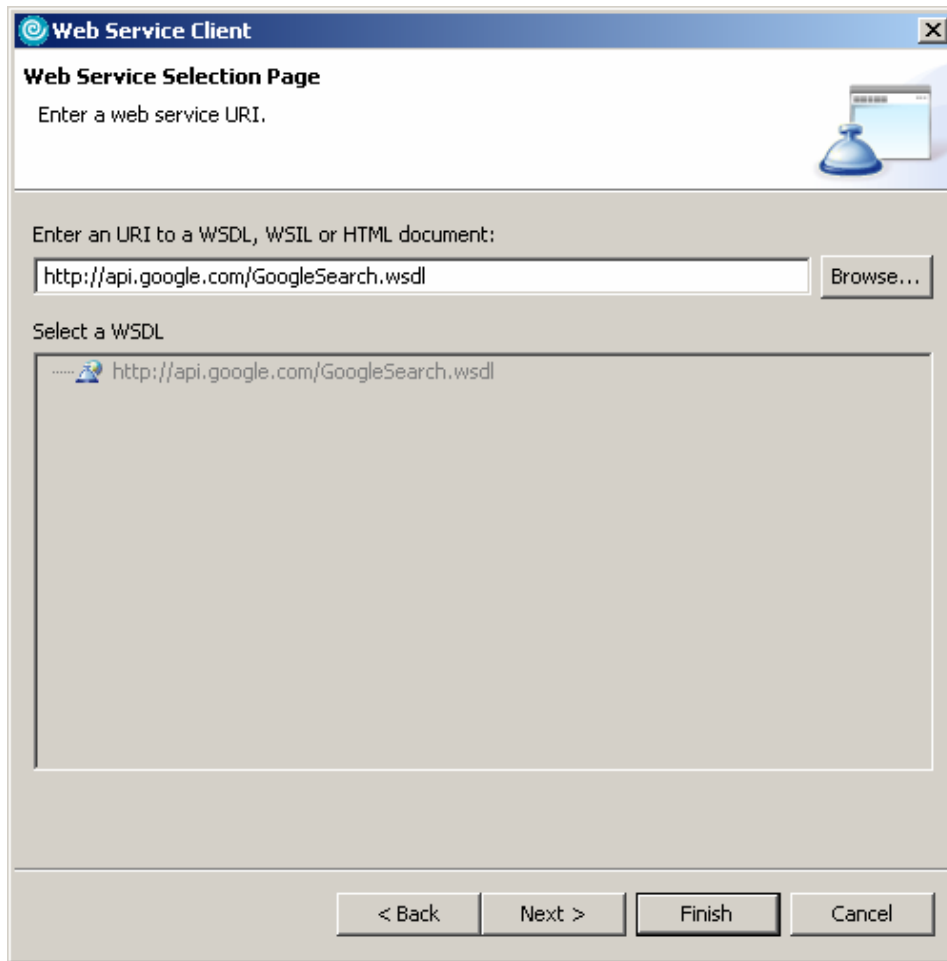 Web Service Client
Web Service Selection Page
Enter a web service URI.
Enter an URI to a WSDL, WSIL or HTML document:
http://api.google.com/GoogleSearch.wsdl
Browse...
Select a WSDL
http://api.google.com/GoogleSearch.wsdl
< Back Next > Finish Cancel